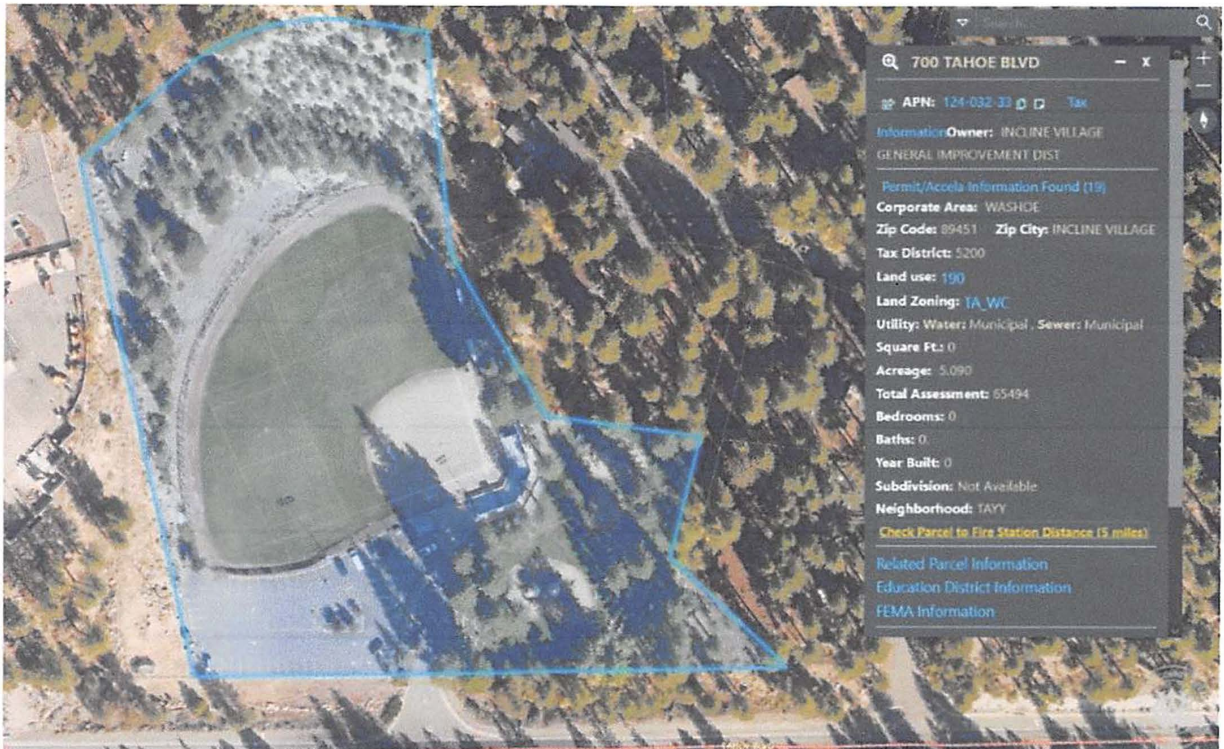 Search...
700 TAHOE BLVD – x
APN: 124-032-33 Tax
InformationOwner: INCLINE VILLAGE
GENERAL IMPROVEMENT DIST
Permit/Accela Information Found (19)
Corporate Area: WASHOE
Zip Code: 89451 Zip City: INCLINE VILLAGE
Tax District: 5200
Land use: 190
Land Zoning: TA_WC
Utility: Water: Municipal , Sewer: Municipal
Square Ft.: 0
Acreage: 5.090
Total Assessment: 65494
Bedrooms: 0
Baths: 0
Year Built: 0
Subdivision: Not Available
Neighborhood: TAYY
Check Parcel to Fire Station Distance (5 miles)
Related Parcel Information
Education District Information
FEMA Information